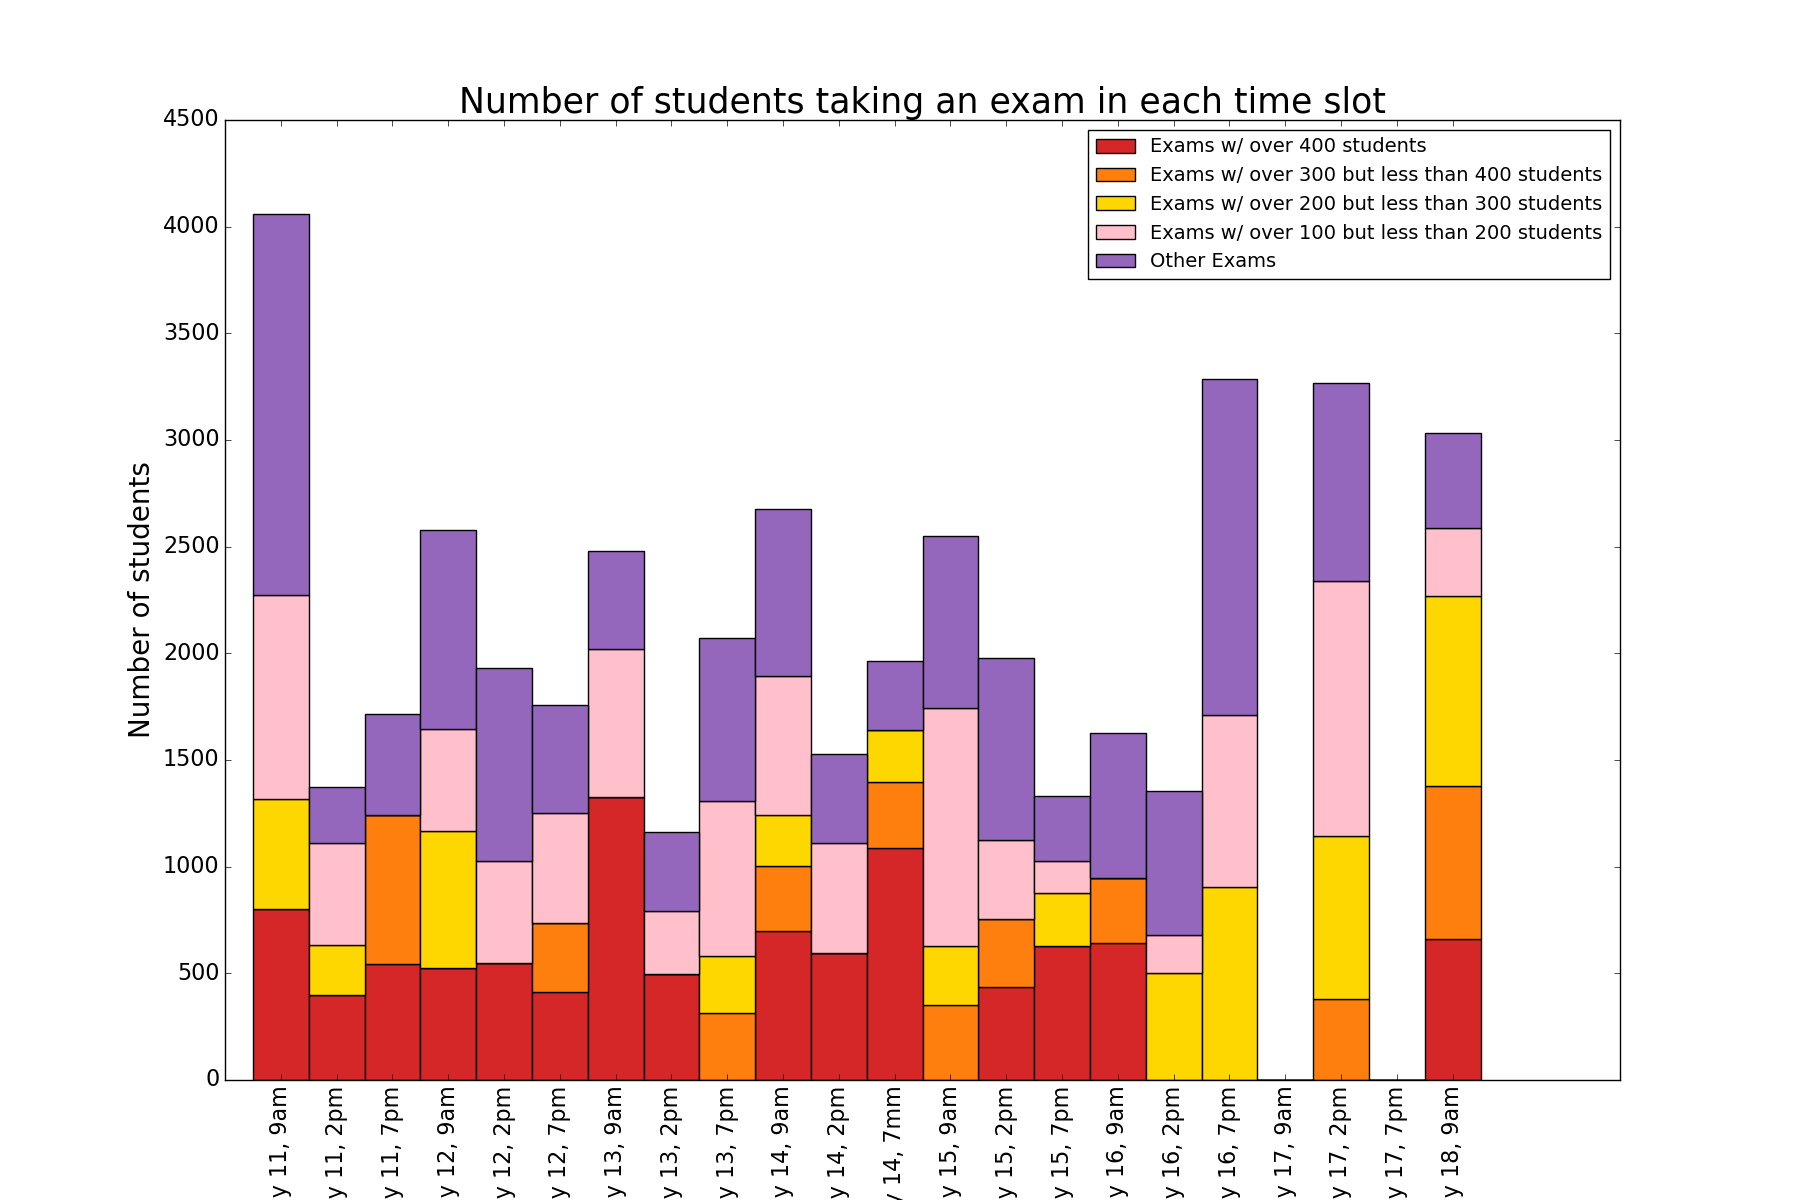 Number of students taking an exam in each time slot
Exams w/ over 400 students
Exams w/ over 300 but less than 400 students
Exams w/ over 200 but less than 300 students
Exams w/ over 100 but less than 200 students
Other Exams
Number of students
4500
4000
3500
3000
2500
2000
1500
1000
500
0
y 11, 9am
y 11, 2pm
y 11, 7pm
y 12, 9am
y 12, 2pm
y 12, 7pm
y 13, 9am
y 13, 2pm
y 13, 7pm
y 14, 9am
y 14, 2pm
y 14, 7mm
y 15, 9am
y 15, 2pm
y 15, 7pm
y 16, 9am
y 16, 2pm
y 16, 7pm
y 17, 9am
y 17, 2pm
y 17, 7pm
y 18, 9am